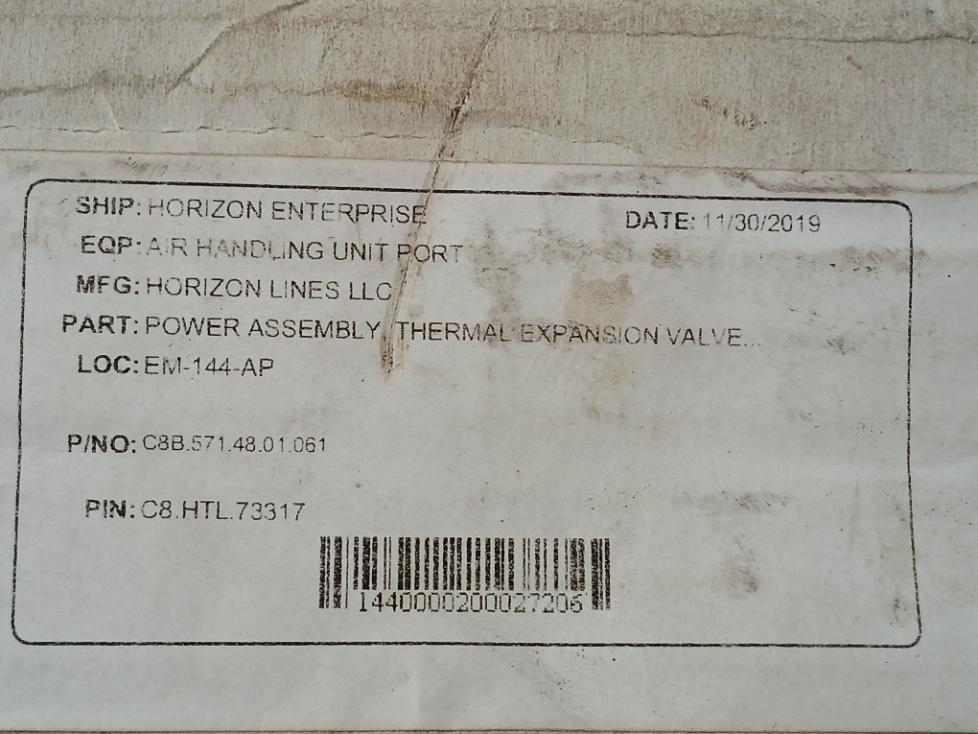 SHIP: HORIZON ENTERPRISE DATE: 11/30/2019
EQP: AIR HANDLING UNIT PORT
MFG: HORIZON LINES LLC
PART: POWER ASSEMBLY, THERMAL EXPANSION VALVE...
LOC: EM-144-AP
P/NO: C8B.571.48.01.061
PIN: C8.HTL.73317
1440000200027206